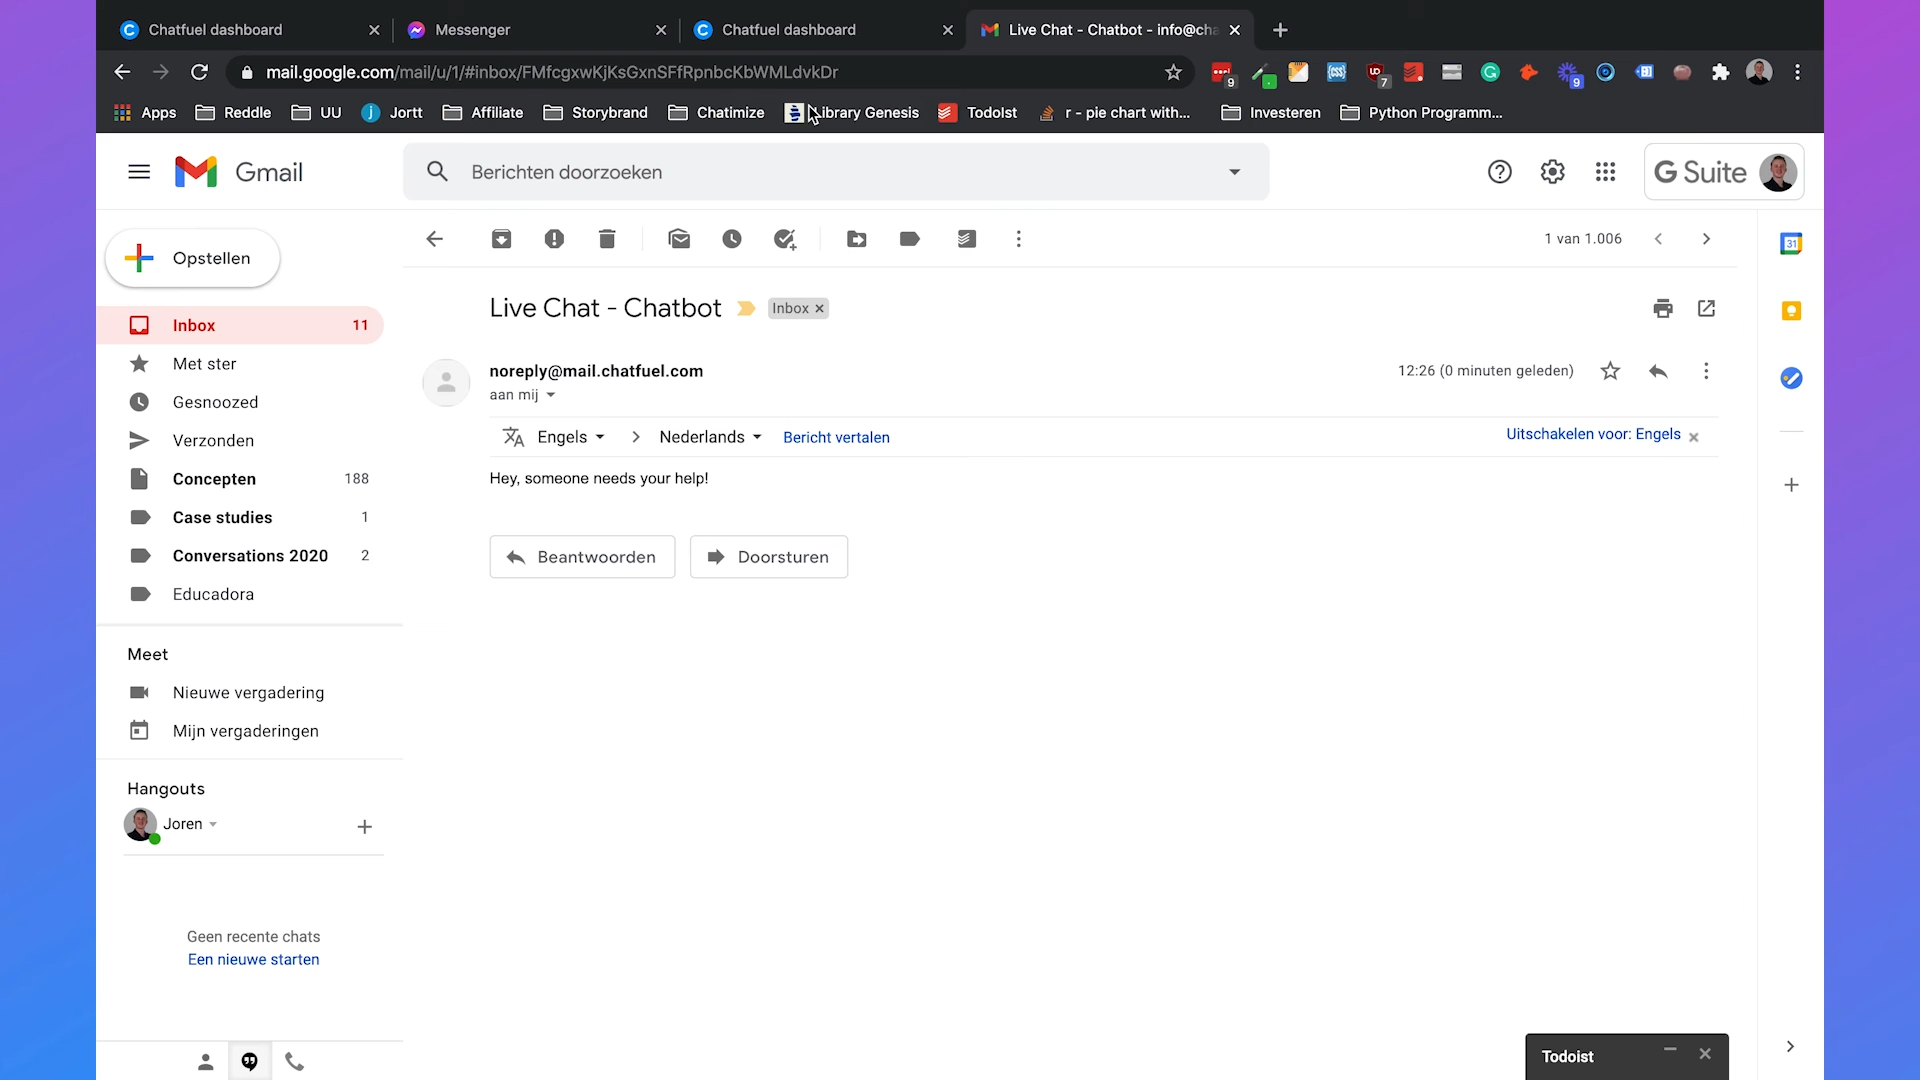 Chatfuel dashboard
Messenger
Chatfuel dashboard
Live Chat - Chatbot - info@cha
mail.google.com/mail/u/1/#inbox/FMfcgxwKjKsGxnSFfRpnbcKbWMLdvkDr
9
7
9
Apps
Reddle
UU
Jortt
Affiliate
Storybrand
Chatimize
Library Genesis
TodoIst
r - pie chart with...
Investeren
Python Programm...
Gmail
Berichten doorzoeken
G Suite
Opstellen
1 van 1.006
31
Inbox 11
Met ster
Gesnoozed
Verzonden
Concepten 188
Case studies 1
Conversations 2020 2
Educadora
Live Chat - Chatbot
Inbox
noreply@mail.chatfuel.com
12:26 (0 minuten geleden)
aan mij
Engels
Nederlands
Bericht vertalen
Uitschakelen voor: Engels
Hey, someone needs your help!
Beantwoorden
Doorsturen
Meet
Nieuwe vergadering
Mijn vergaderingen
Hangouts
Joren
Geen recente chats
Een nieuwe starten
Todoist